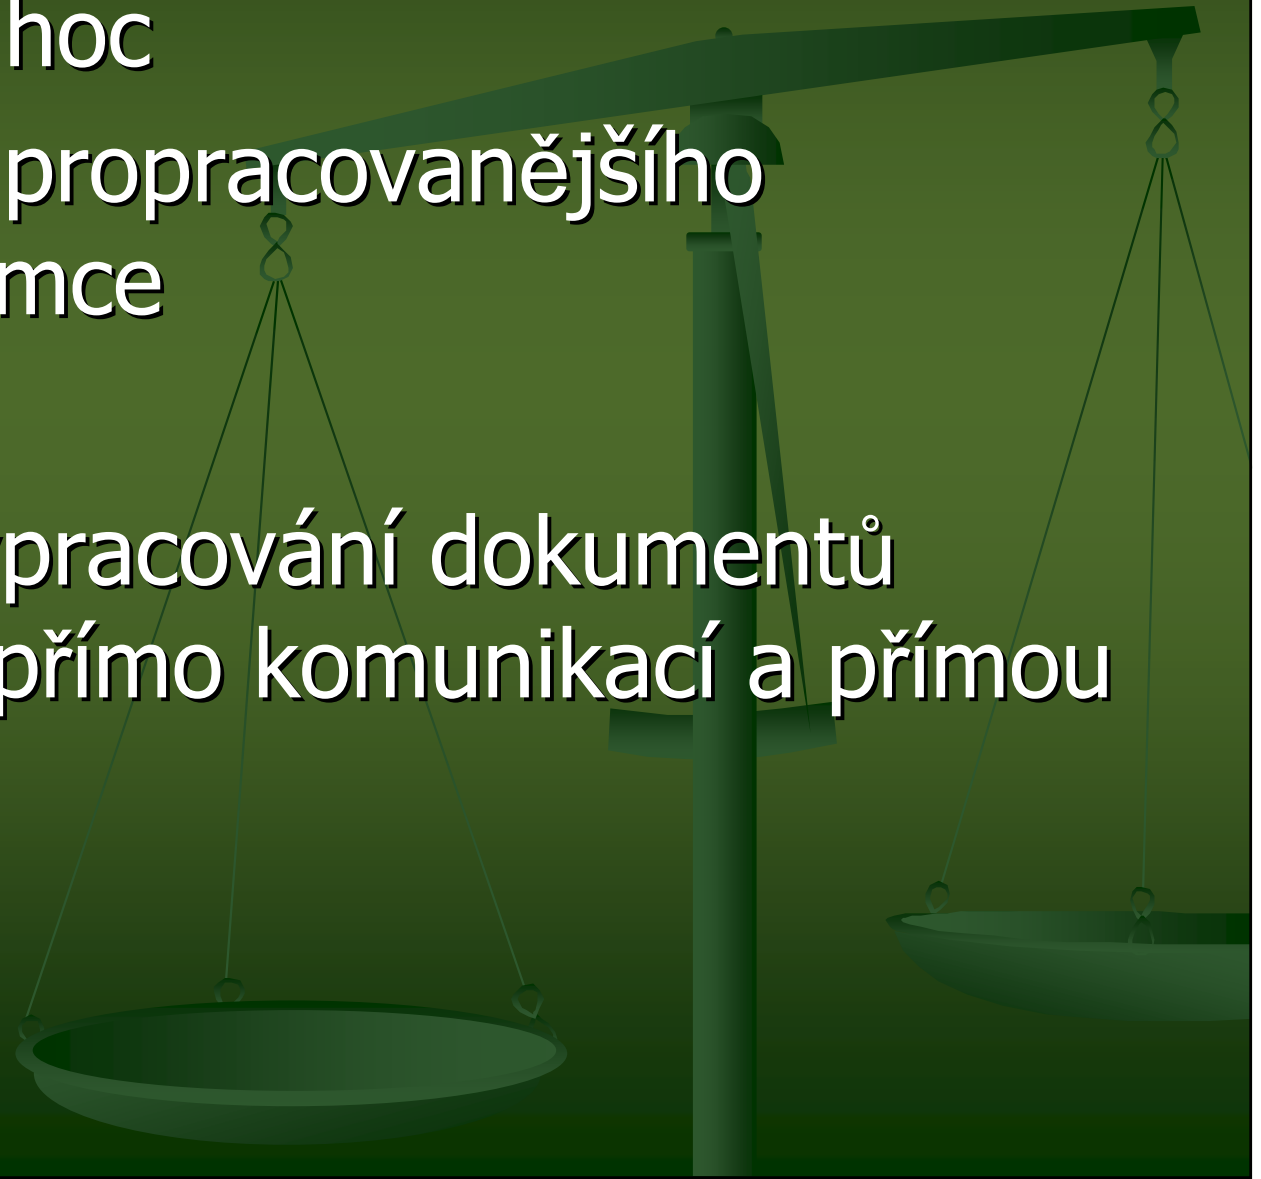 hoc
propracovanějšího
mce
pracování dokumentů
přímo komunikací a přímou